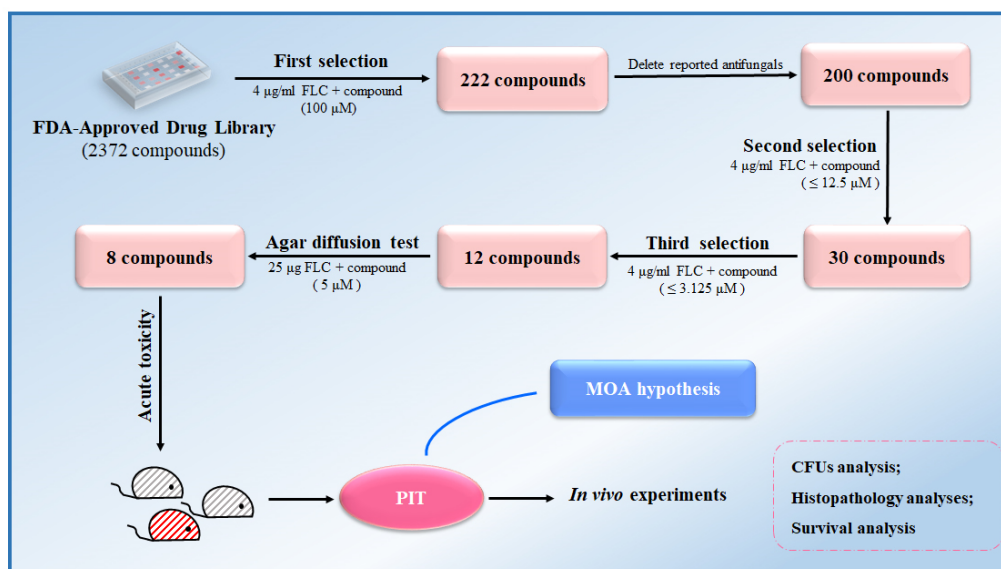 First selection
4 μg/ml FLC + compound
(100 μM)
222 compounds
Delete reported antifungals
200 compounds
FDA-Approved Drug Library
(2372 compounds)
Second selection
4 μg/ml FLC + compound
( ≤ 12.5 μM )
8 compounds
Agar diffusion test
25 μg FLC + compound
( 5 μM )
12 compounds
Third selection
4 μg/ml FLC + compound
( ≤ 3.125 μM )
30 compounds
Acute toxicity
MOA hypothesis
PIT
In vivo experiments
CFUs analysis;
Histopathology analyses;
Survival analysis